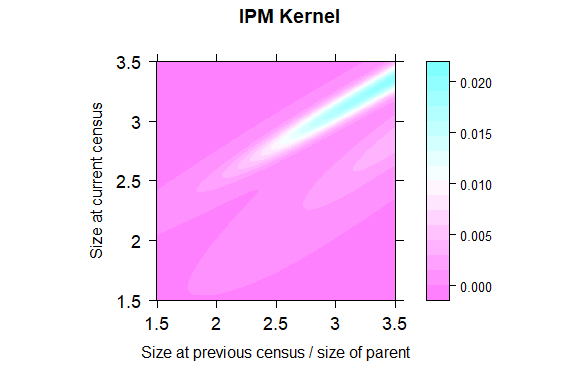 IPM Kernel
Size at current census
3.5
3
2.5
2
1.5
1.5 2 2.5 3 3.5
Size at previous census / size of parent
0.020
0.015
0.010
0.005
0.000